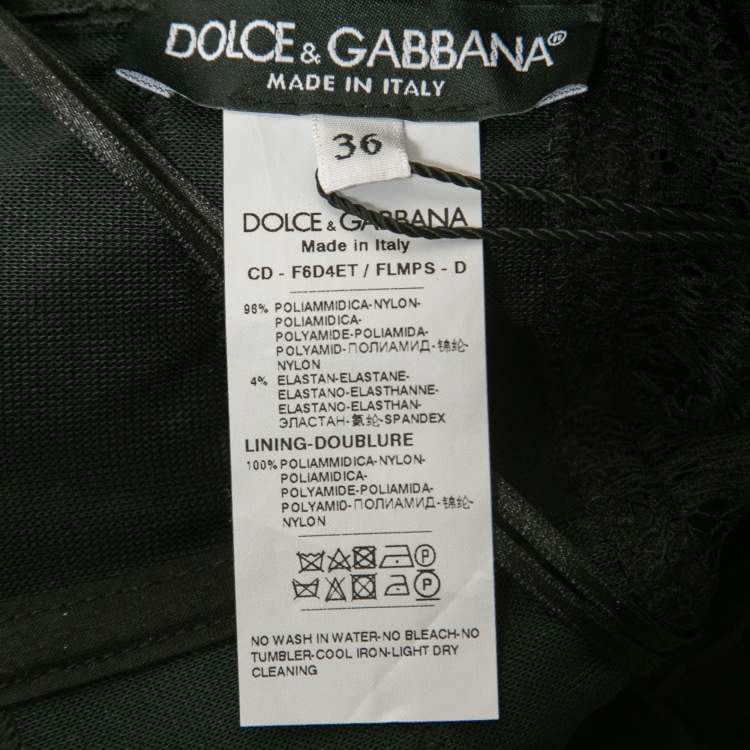 DOLCE & GABBANA®
MADE IN ITALY
36
DOLCE & GABBANA
Made in Italy
CD - F6D4ET / FLMPS - D
96% POLIAMMIDICA-NYLON-
POLIAMIDICA-
POLYAMIDE-POLIAMIDA-
POLYAMID-ПОЛИАМИД-锦纶-
NYLON
4% ELASTAN-ELASTANE-
ELASTANO-ELASTHANNE-
ELASTANO-ELASTHAN-
ЭЛАСТАН-氨纶-SPANDEX
LINING-DOUBLURE
100% POLIAMMIDICA-NYLON-
POLIAMIDICA-
POLYAMIDE-POLIAMIDA-
POLYAMID-ПОЛИАМИД-锦纶-
NYLON
P
P
NO WASH IN WATER-NO BLEACH-NO
TUMBLER-COOL IRON-LIGHT DRY
CLEANING